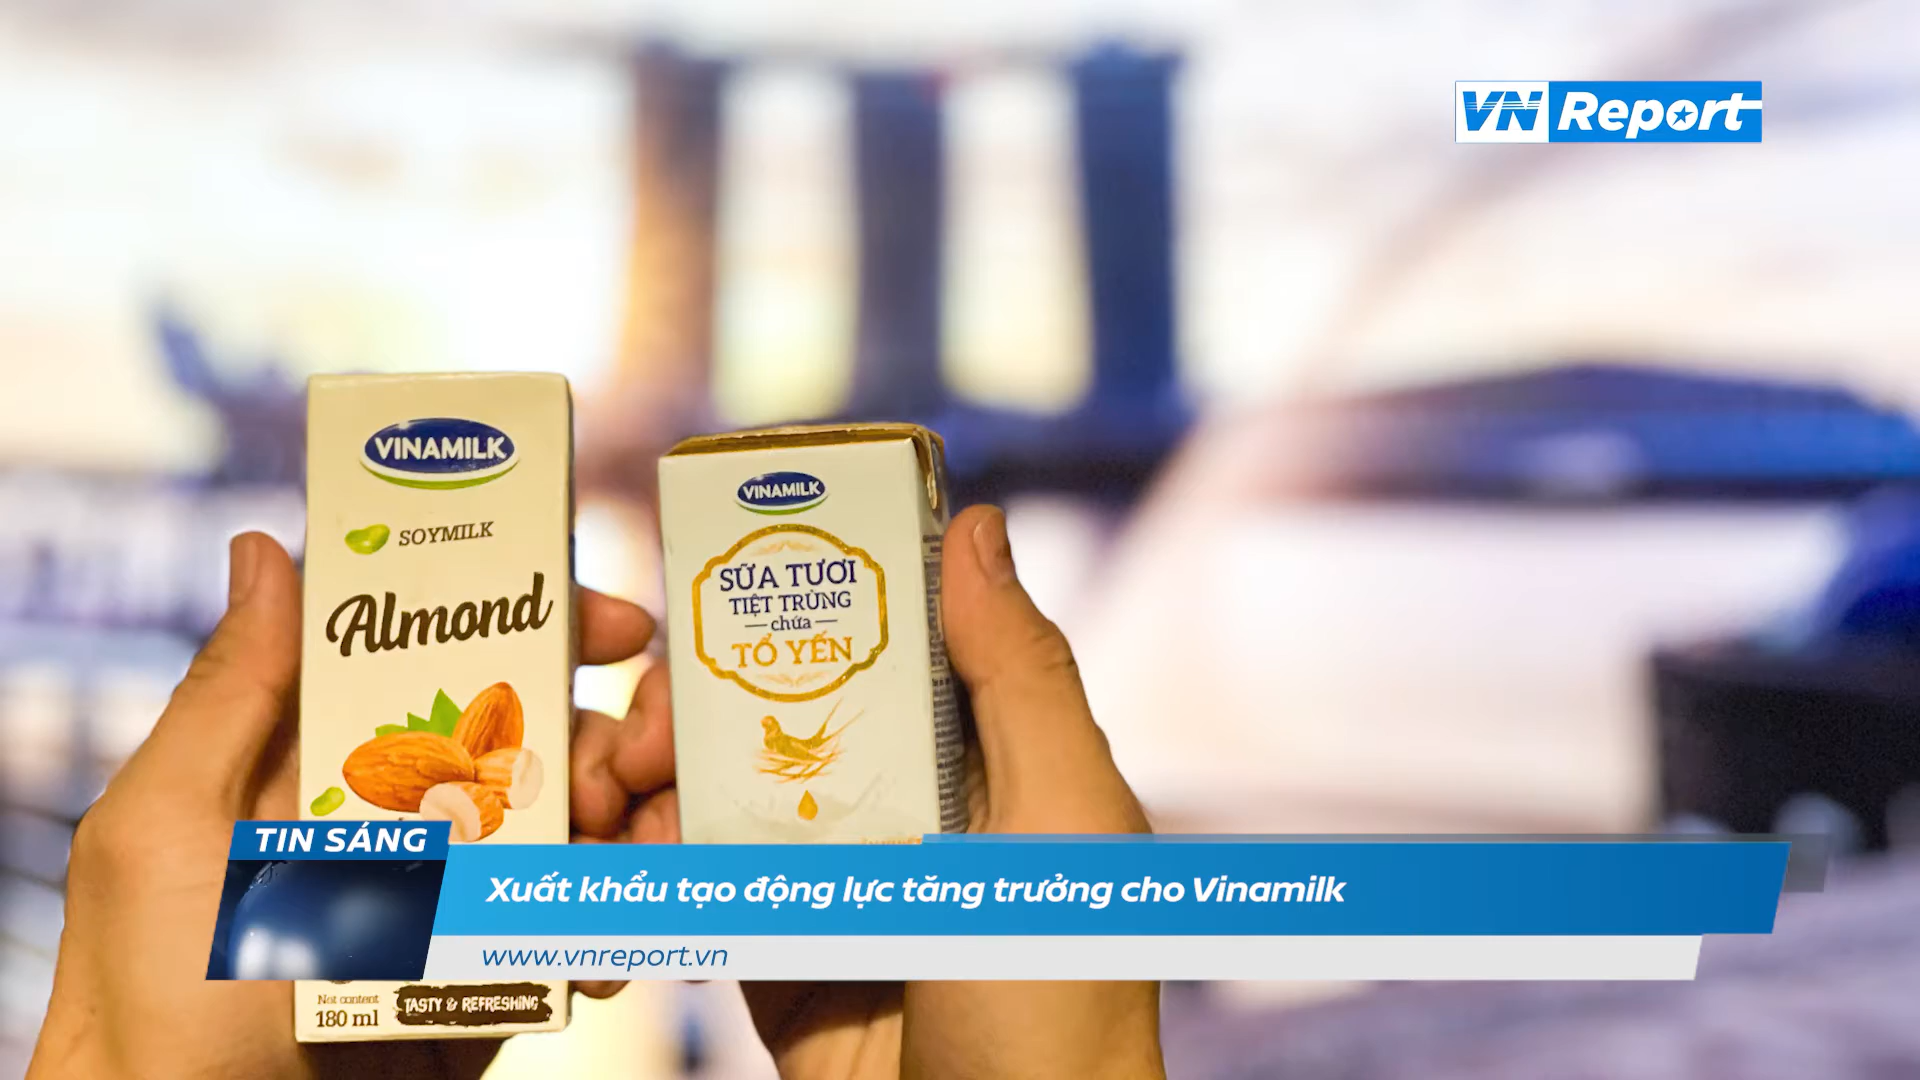 VN Report
VINAMILK
SOYMILK
Almond
Not content
180 ml
TASTY & REFRESHING
VINAMILK
SỮA TƯƠI
TIỆT TRÙNG
chứa
TỔ YẾN
TIN SÁNG
Xuất khẩu tạo động lực tăng trưởng cho Vinamilk
www.vnreport.vn